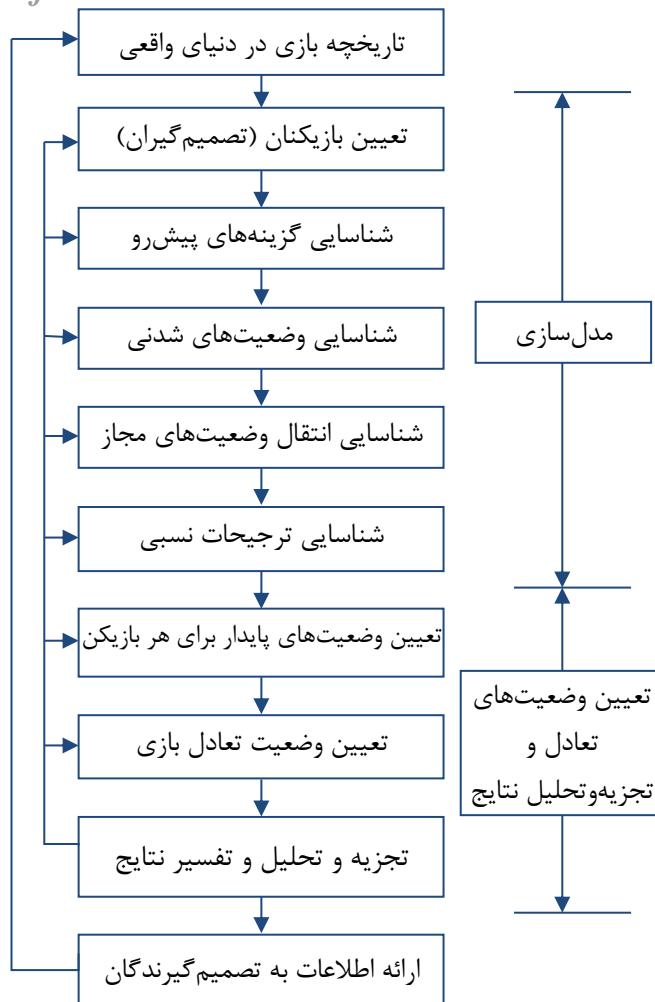 تاریخچه بازی در دنیای واقعی
تعیین بازیکنان (تصمیم‌گیران)
شناسایی گزینه‌های پیش‌رو
شناسایی وضعیت‌های شدنی
شناسایی انتقال وضعیت‌های مجاز
شناسایی ترجیحات نسبی
تعیین وضعیت‌های پایدار برای هر بازیکن
تعیین وضعیت تعادل بازی
تجزیه و تحلیل و تفسیر نتایج
ارائه اطلاعات به تصمیم‌گیرندگان
مدل‌سازی
تعیین وضعیت‌های
تعادل و
تجزیه‌وتحلیل نتایج